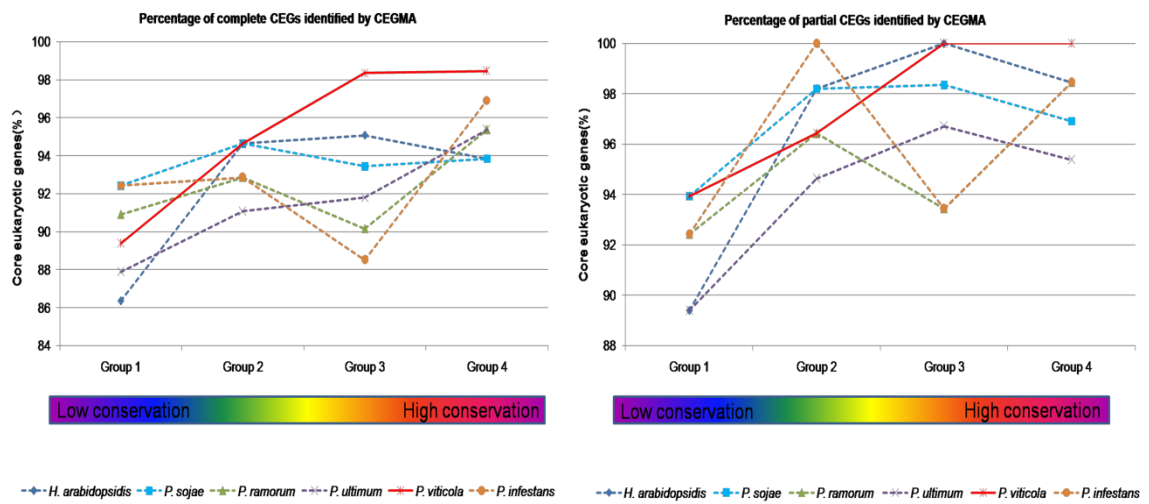 Percentage of complete CEGs identified by CEGMA
Core eukaryotic genes(%)
100
98
96
94
92
90
88
86
84
Group 1 Group 2 Group 3 Group 4
Low conservation High conservation
H. arabidopsidis P. sojae P. ramorum P. ultimum P. viticola P. infestans
Percentage of partial CEGs identified by CEGMA
Core eukaryotic genes(%)
100
98
96
94
92
90
88
Group 1 Group 2 Group 3 Group 4
Low conservation High conservation
H. arabidopsidis P. sojae P. ramorum P. ultimum P. viticola P. infestans